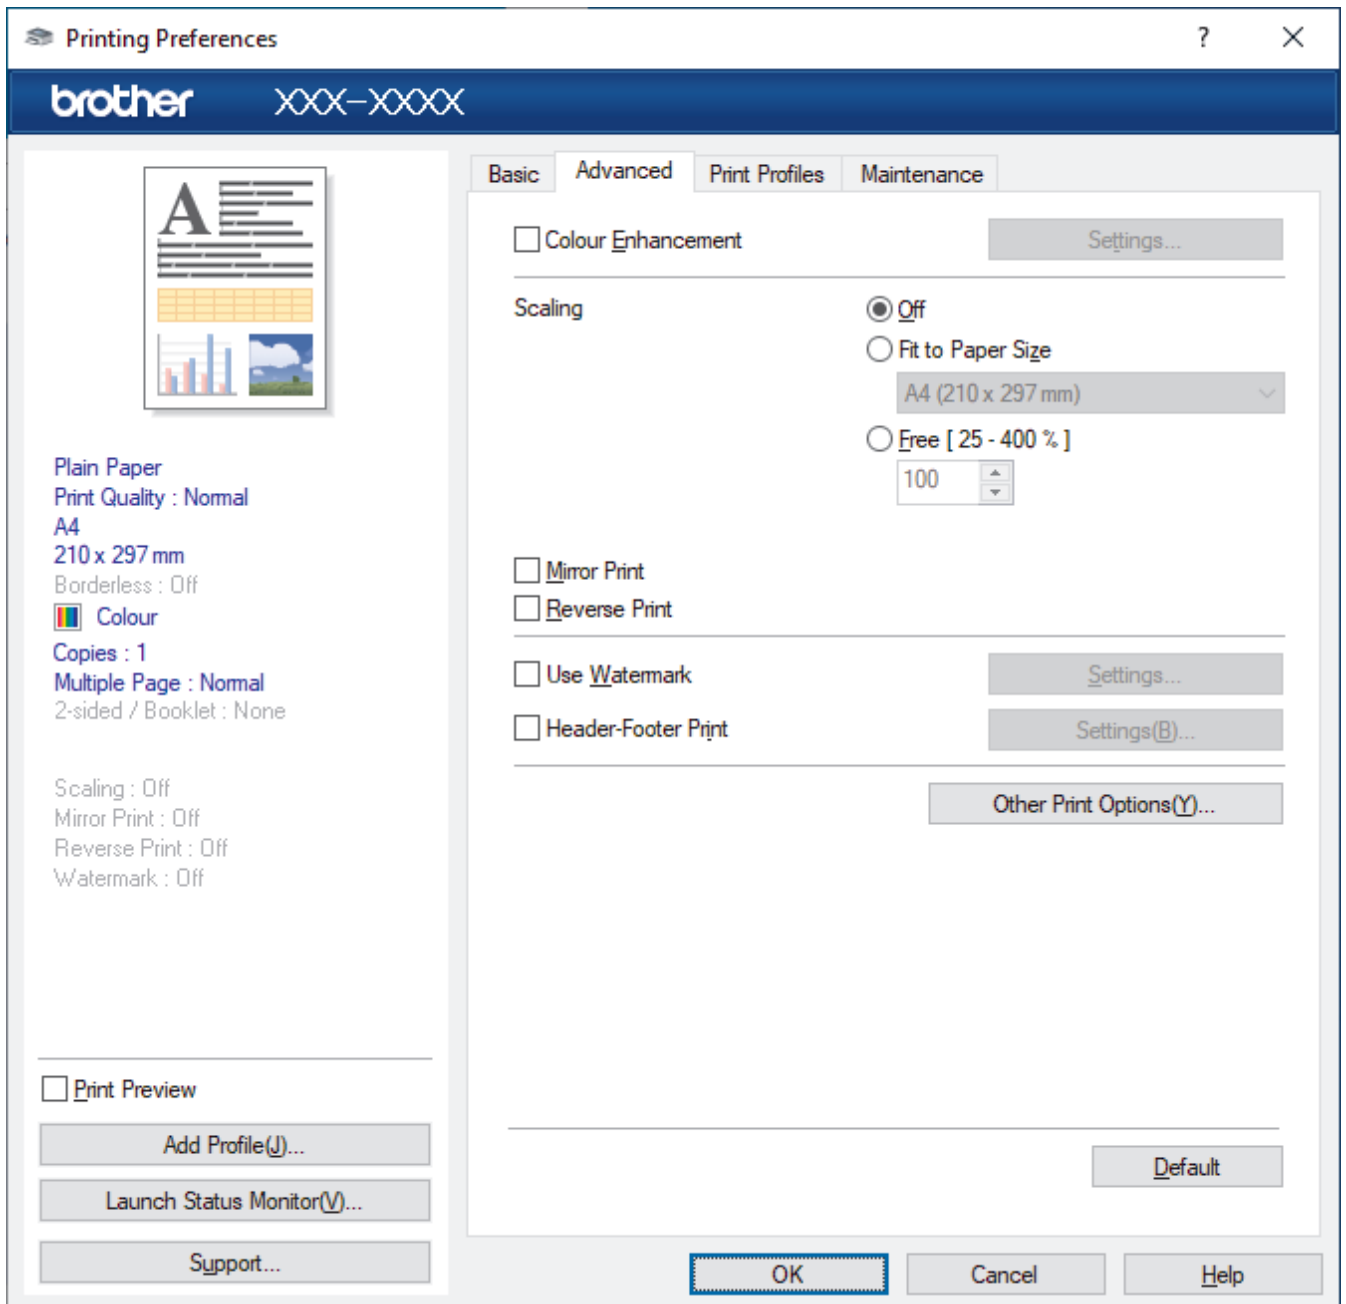 Printing Preferences
?
brother XXX-XXXX
A
Plain Paper
Print Quality : Normal
A4
210 x 297 mm
Borderless : Off
Colour
Copies : 1
Multiple Page : Normal
2-sided / Booklet : None
Scaling : Off
Mirror Print : Off
Reverse Print : Off
Watermark : Off
Print Preview
Add Profile(J)...
Launch Status Monitor(V)...
Support...
Basic Advanced Print Profiles Maintenance
Colour Enhancement Settings...
Scaling Off
Fit to Paper Size
A4 (210 x 297 mm)
Free [ 25 - 400 % ]
100
Mirror Print
Reverse Print
Use Watermark Settings...
Header-Footer Print Settings(B)...
Other Print Options(Y)...
Default
OK Cancel Help